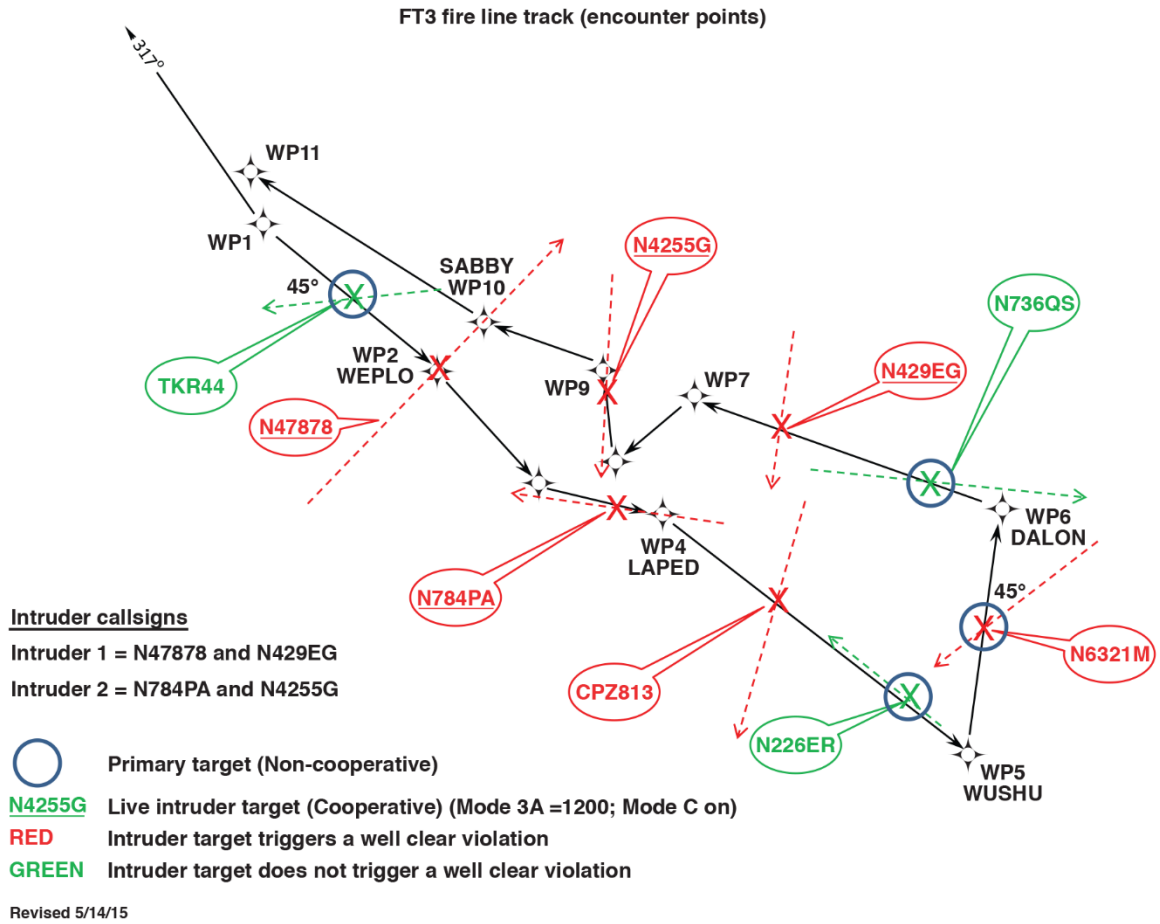 FT3 fire line track (encounter points)
317°
WP11
WP1
45°
SABBY
WP10
N4255G
N736QS
TKR44
WP2
WEPLO
WP9
WP7
N429EG
N47878
WP6
DALON
WP4
LAPED
45°
N784PA
N6321M
CPZ813
N226ER
WP5
WUSHU
Intruder callsigns
Intruder 1 = N47878 and N429EG
Intruder 2 = N784PA and N4255G
Primary target (Non-cooperative)
N4255G Live intruder target (Cooperative) (Mode 3A =1200; Mode C on)
RED Intruder target triggers a well clear violation
GREEN Intruder target does not trigger a well clear violation
Revised 5/14/15